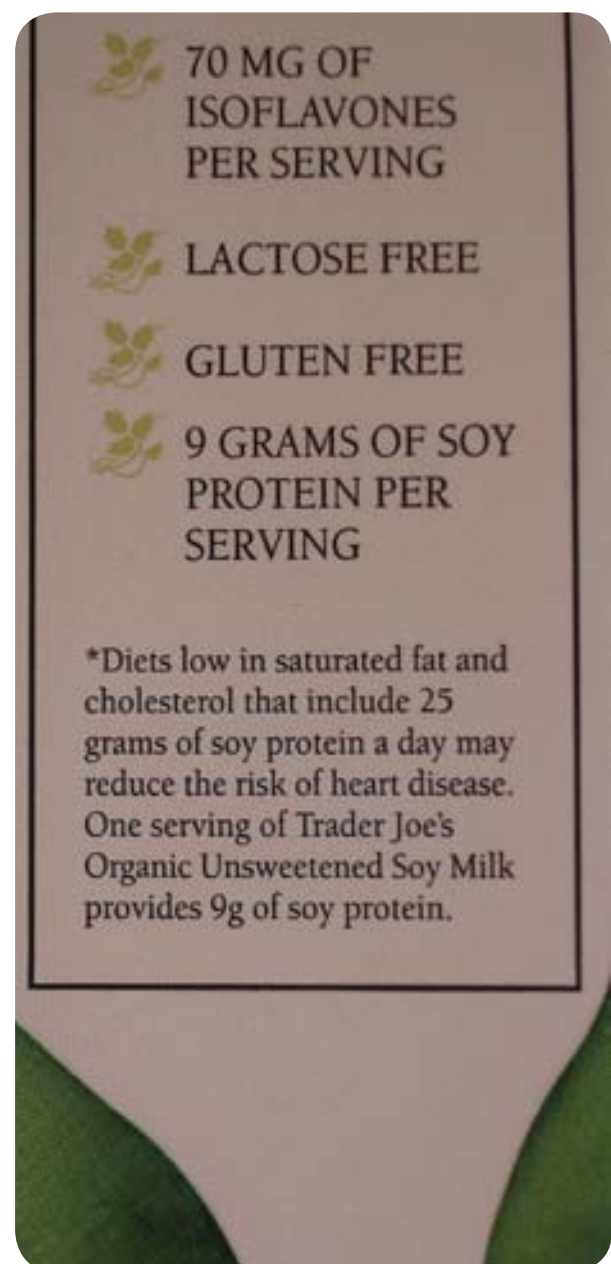 70 MG OF
ISOFLAVONES
PER SERVING
LACTOSE FREE
GLUTEN FREE
9 GRAMS OF SOY
PROTEIN PER
SERVING
*Diets low in saturated fat and
cholesterol that include 25
grams of soy protein a day may
reduce the risk of heart disease.
One serving of Trader Joe's
Organic Unsweetened Soy Milk
provides 9g of soy protein.